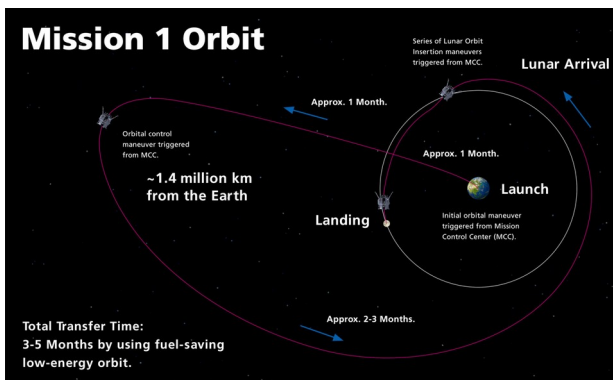 Mission 1 Orbit
Series of Lunar Orbit
Insertion maneuvers
triggered from MCC.
Lunar Arrival
Approx. 1 Month.
Orbital control
maneuver triggered
from MCC.
Approx. 1 Month.
~1.4 million km
from the Earth
Launch
Landing
Initial orbital maneuver
triggered from Mission
Control Center (MCC).
Approx. 2-3 Months.
Total Transfer Time:
3-5 Months by using fuel-saving
low-energy orbit.